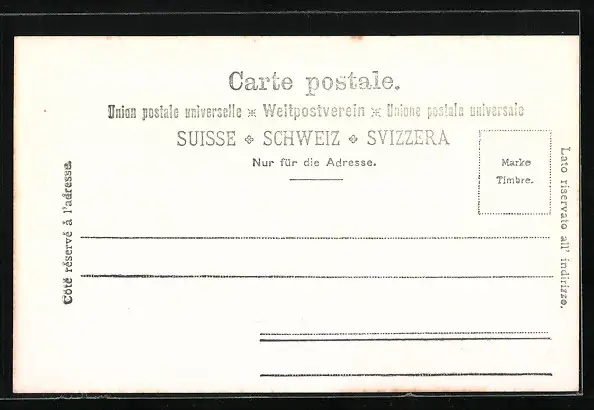 Carte postale.
Union postale universelle ⁎ Weltpostverein ⁎ Unione postale universale
SUISSE ❖ SCHWEIZ ❖ SVIZZERA
Nur für die Adresse.
Marke
Timbre.
Côté réservé à l'adresse.
Lato riservato all' indirizzo.